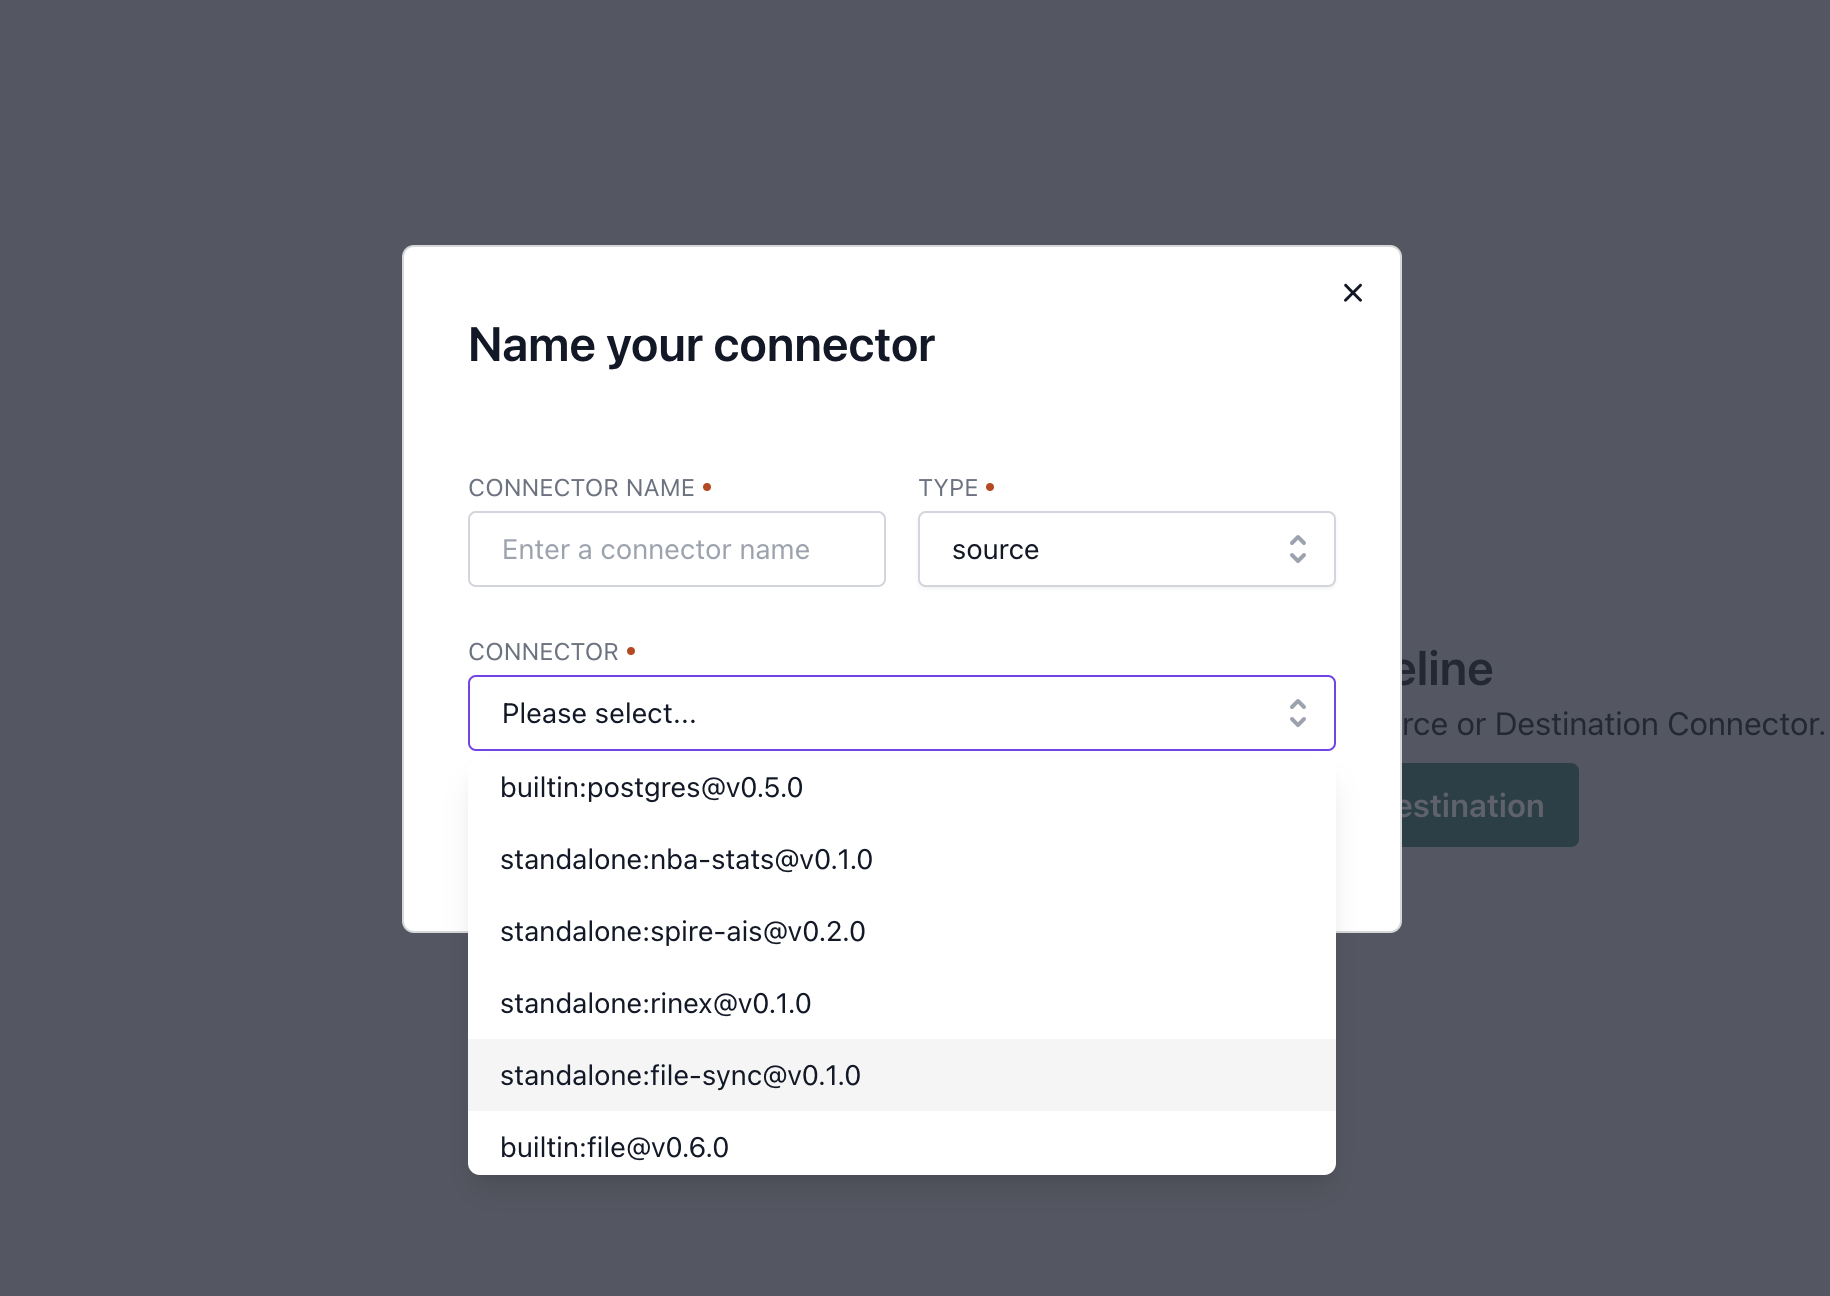 Name your connector
CONNECTOR NAME
TYPE
Enter a connector name
source
CONNECTOR
Please select...
eline
rce or Destination Connector.
estination
builtin:postgres@v0.5.0
standalone:nba-stats@v0.1.0
standalone:spire-ais@v0.2.0
standalone:rinex@v0.1.0
standalone:file-sync@v0.1.0
builtin:file@v0.6.0